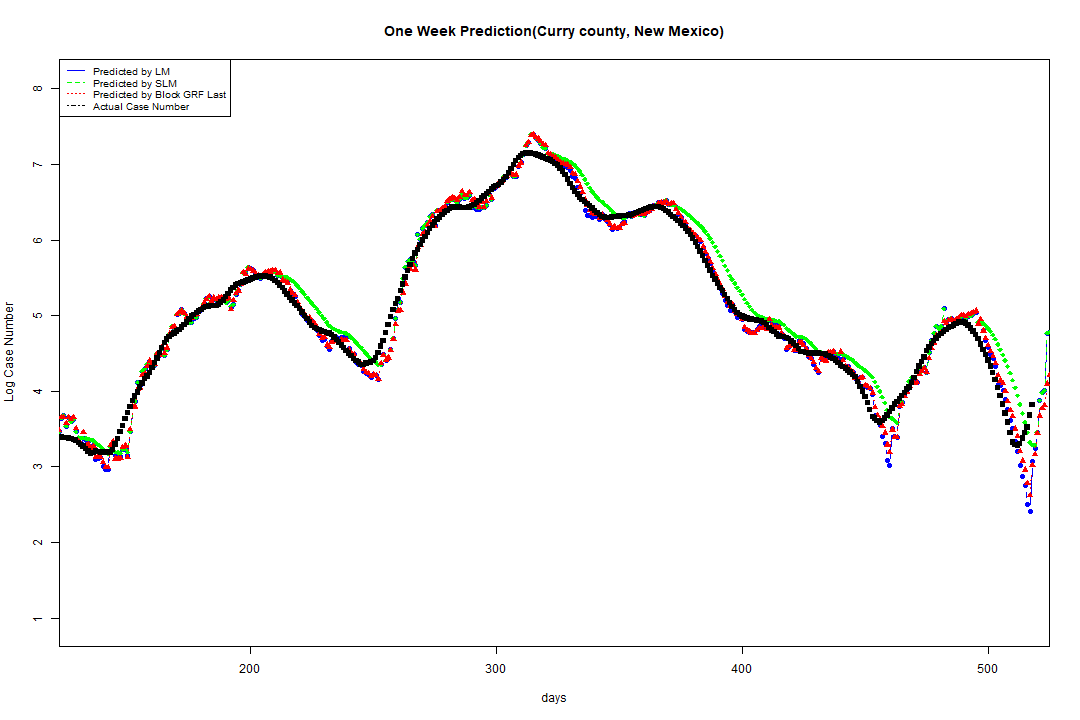 One Week Prediction(Curry county, New Mexico)
Predicted by LM
Predicted by SLM
Predicted by Block GRF Last
Actual Case Number
8
7
6
5
4
3
2
1
Log Case Number
200 300 400 500
days